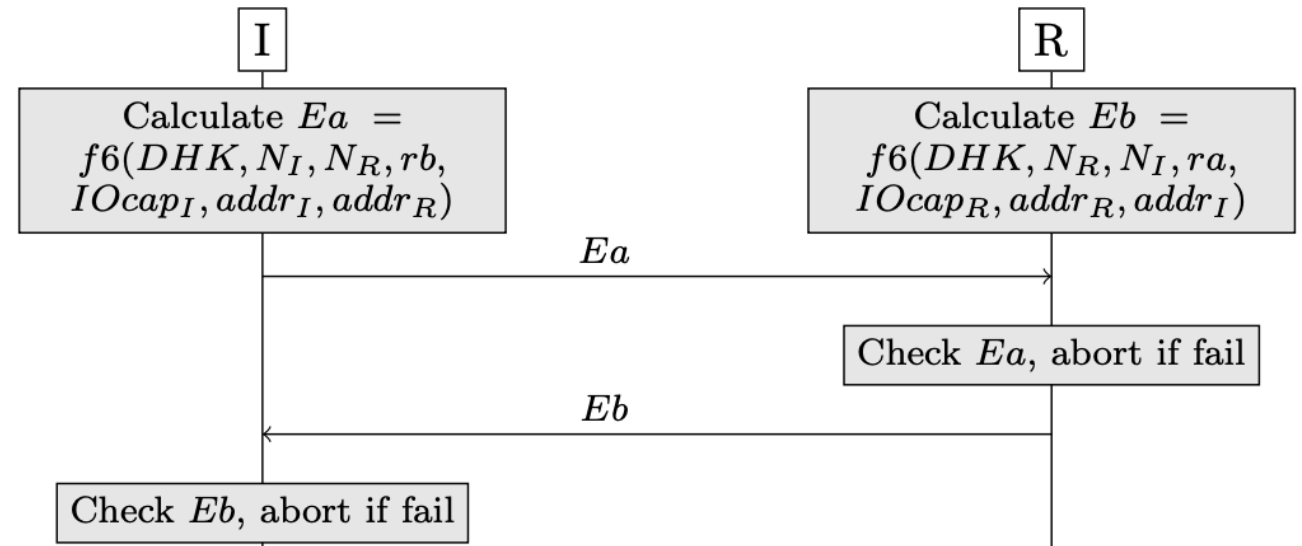 I
R
Calculate Ea =
f6(DHK, N_I, N_R, rb,
IOcap_I, addr_I, addr_R)
Calculate Eb =
f6(DHK, N_R, N_I, ra,
IOcap_R, addr_R, addr_I)
Ea
Check Ea, abort if fail
Eb
Check Eb, abort if fail